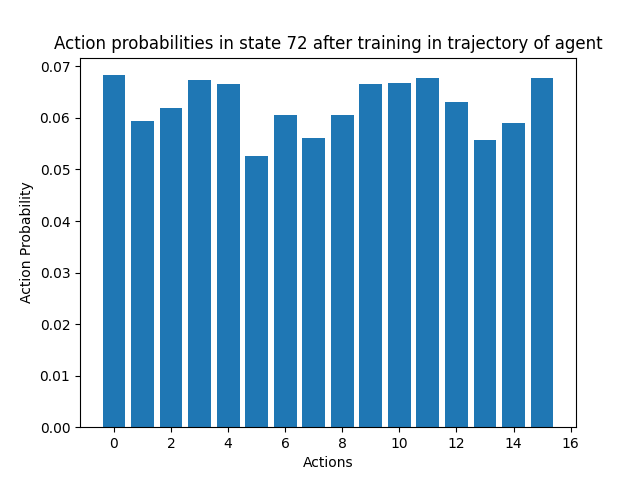 Action probabilities in state 72 after training in trajectory of agent
0.07
0.06
0.05
0.04
0.03
0.02
0.01
0.00
Action Probability
0 2 4 6 8 10 12 14 16
Actions